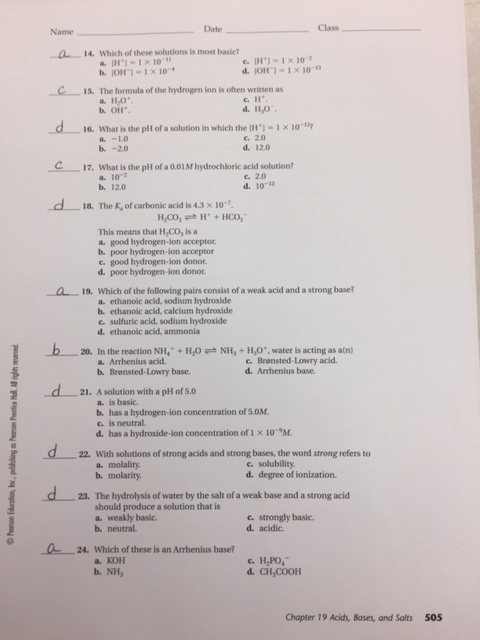 Name Date Class
a 14. Which of these solutions is most basic?
a. [H⁺] = 1 × 10⁻¹¹ c. [H⁺] = 1 × 10⁻²
b. [OH⁻] = 1 × 10⁻⁴ d. [OH⁻] = 1 × 10⁻¹³
c 15. The formula of the hydrogen ion is often written as
a. H₂O⁺. c. H⁺.
b. OH⁺. d. H₃O⁻.
d 16. What is the pH of a solution in which the [H⁺] = 1 × 10⁻¹²?
a. −1.0 c. 2.0
b. −2.0 d. 12.0
c 17. What is the pH of a 0.01M hydrochloric acid solution?
a. 10⁻² c. 2.0
b. 12.0 d. 10⁻¹²
d 18. The Kₐ of carbonic acid is 4.3 × 10⁻⁷.
H₂CO₃ ⇌ H⁺ + HCO₃⁻
This means that H₂CO₃ is a
a. good hydrogen-ion acceptor.
b. poor hydrogen-ion acceptor
c. good hydrogen-ion donor.
d. poor hydrogen-ion donor.
a 19. Which of the following pairs consist of a weak acid and a strong base?
a. ethanoic acid, sodium hydroxide
b. ethanoic acid, calcium hydroxide
c. sulfuric acid, sodium hydroxide
d. ethanoic acid, ammonia
b 20. In the reaction NH₄⁺ + H₂O ⇌ NH₃ + H₃O⁺, water is acting as a(n)
a. Arrhenius acid. c. Brønsted-Lowry acid.
b. Brønsted-Lowry base. d. Arrhenius base.
d 21. A solution with a pH of 5.0
a. is basic.
b. has a hydrogen-ion concentration of 5.0M.
c. is neutral.
d. has a hydroxide-ion concentration of 1 × 10⁻⁹M.
d 22. With solutions of strong acids and strong bases, the word strong refers to
a. molality. c. solubility.
b. molarity. d. degree of ionization.
d 23. The hydrolysis of water by the salt of a weak base and a strong acid
should produce a solution that is
a. weakly basic. c. strongly basic.
b. neutral. d. acidic.
a 24. Which of these is an Arrhenius base?
a. KOH c. H₂PO₄⁻
b. NH₃ d. CH₃COOH
© Pearson Education, Inc., publishing as Pearson Prentice Hall. All rights reserved.
Chapter 19 Acids, Bases, and Salts 505